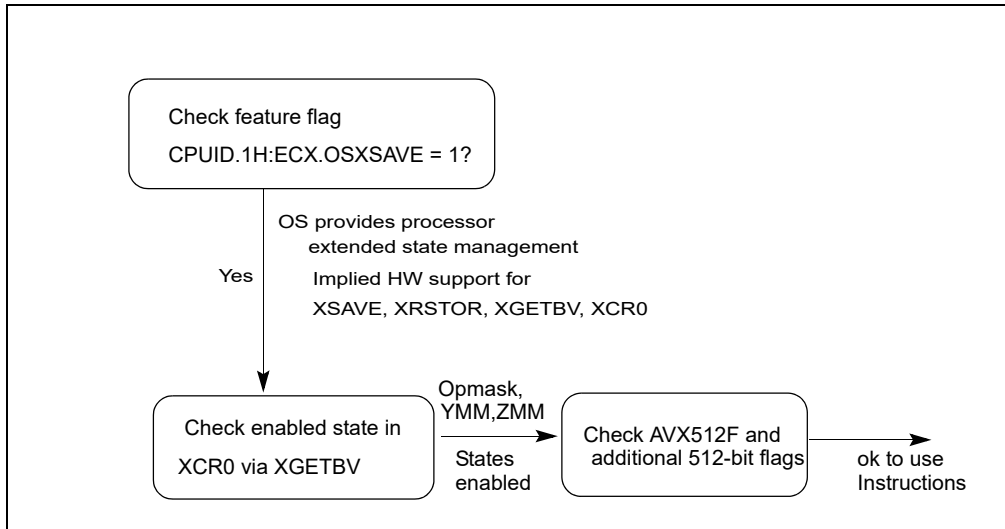 Check feature flag
CPUID.1H:ECX.OSXSAVE = 1?
OS provides processor
extended state management
Yes
Implied HW support for
XSAVE, XRSTOR, XGETBV, XCR0
Check enabled state in
XCR0 via XGETBV
Opmask,
YMM,ZMM
States
enabled
Check AVX512F and
additional 512-bit flags
ok to use
Instructions